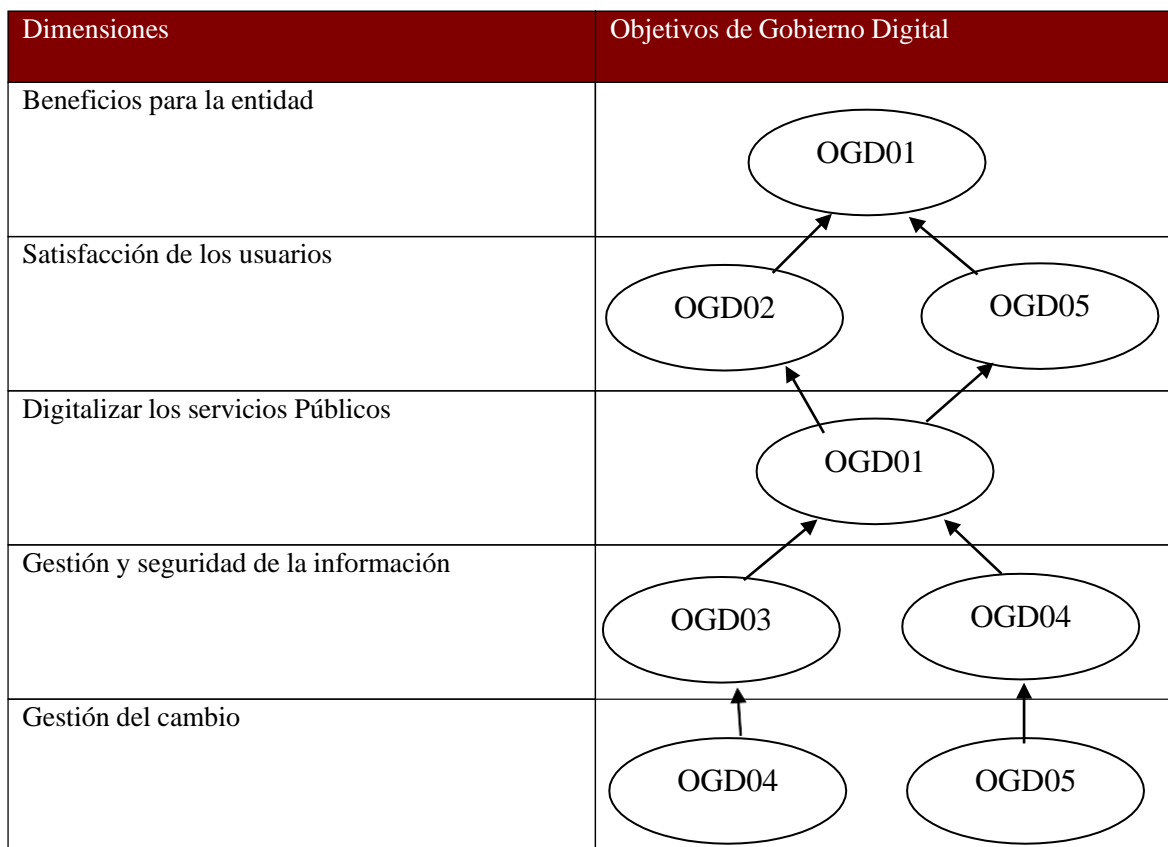 Dimensiones
Objetivos de Gobierno Digital
Beneficios para la entidad
OGD01
Satisfacción de los usuarios
OGD02
OGD05
Digitalizar los servicios Públicos
OGD01
Gestión y seguridad de la información
OGD03
OGD04
Gestión del cambio
OGD04
OGD05